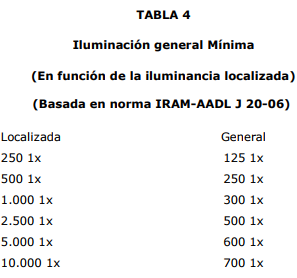 TABLA 4
Iluminación general Mínima
(En función de la iluminancia localizada)
(Basada en norma IRAM-AADL J 20-06)
Localizada General
250 1x 125 1x
500 1x 250 1x
1.000 1x 300 1x
2.500 1x 500 1x
5.000 1x 600 1x
10.000 1x 700 1x